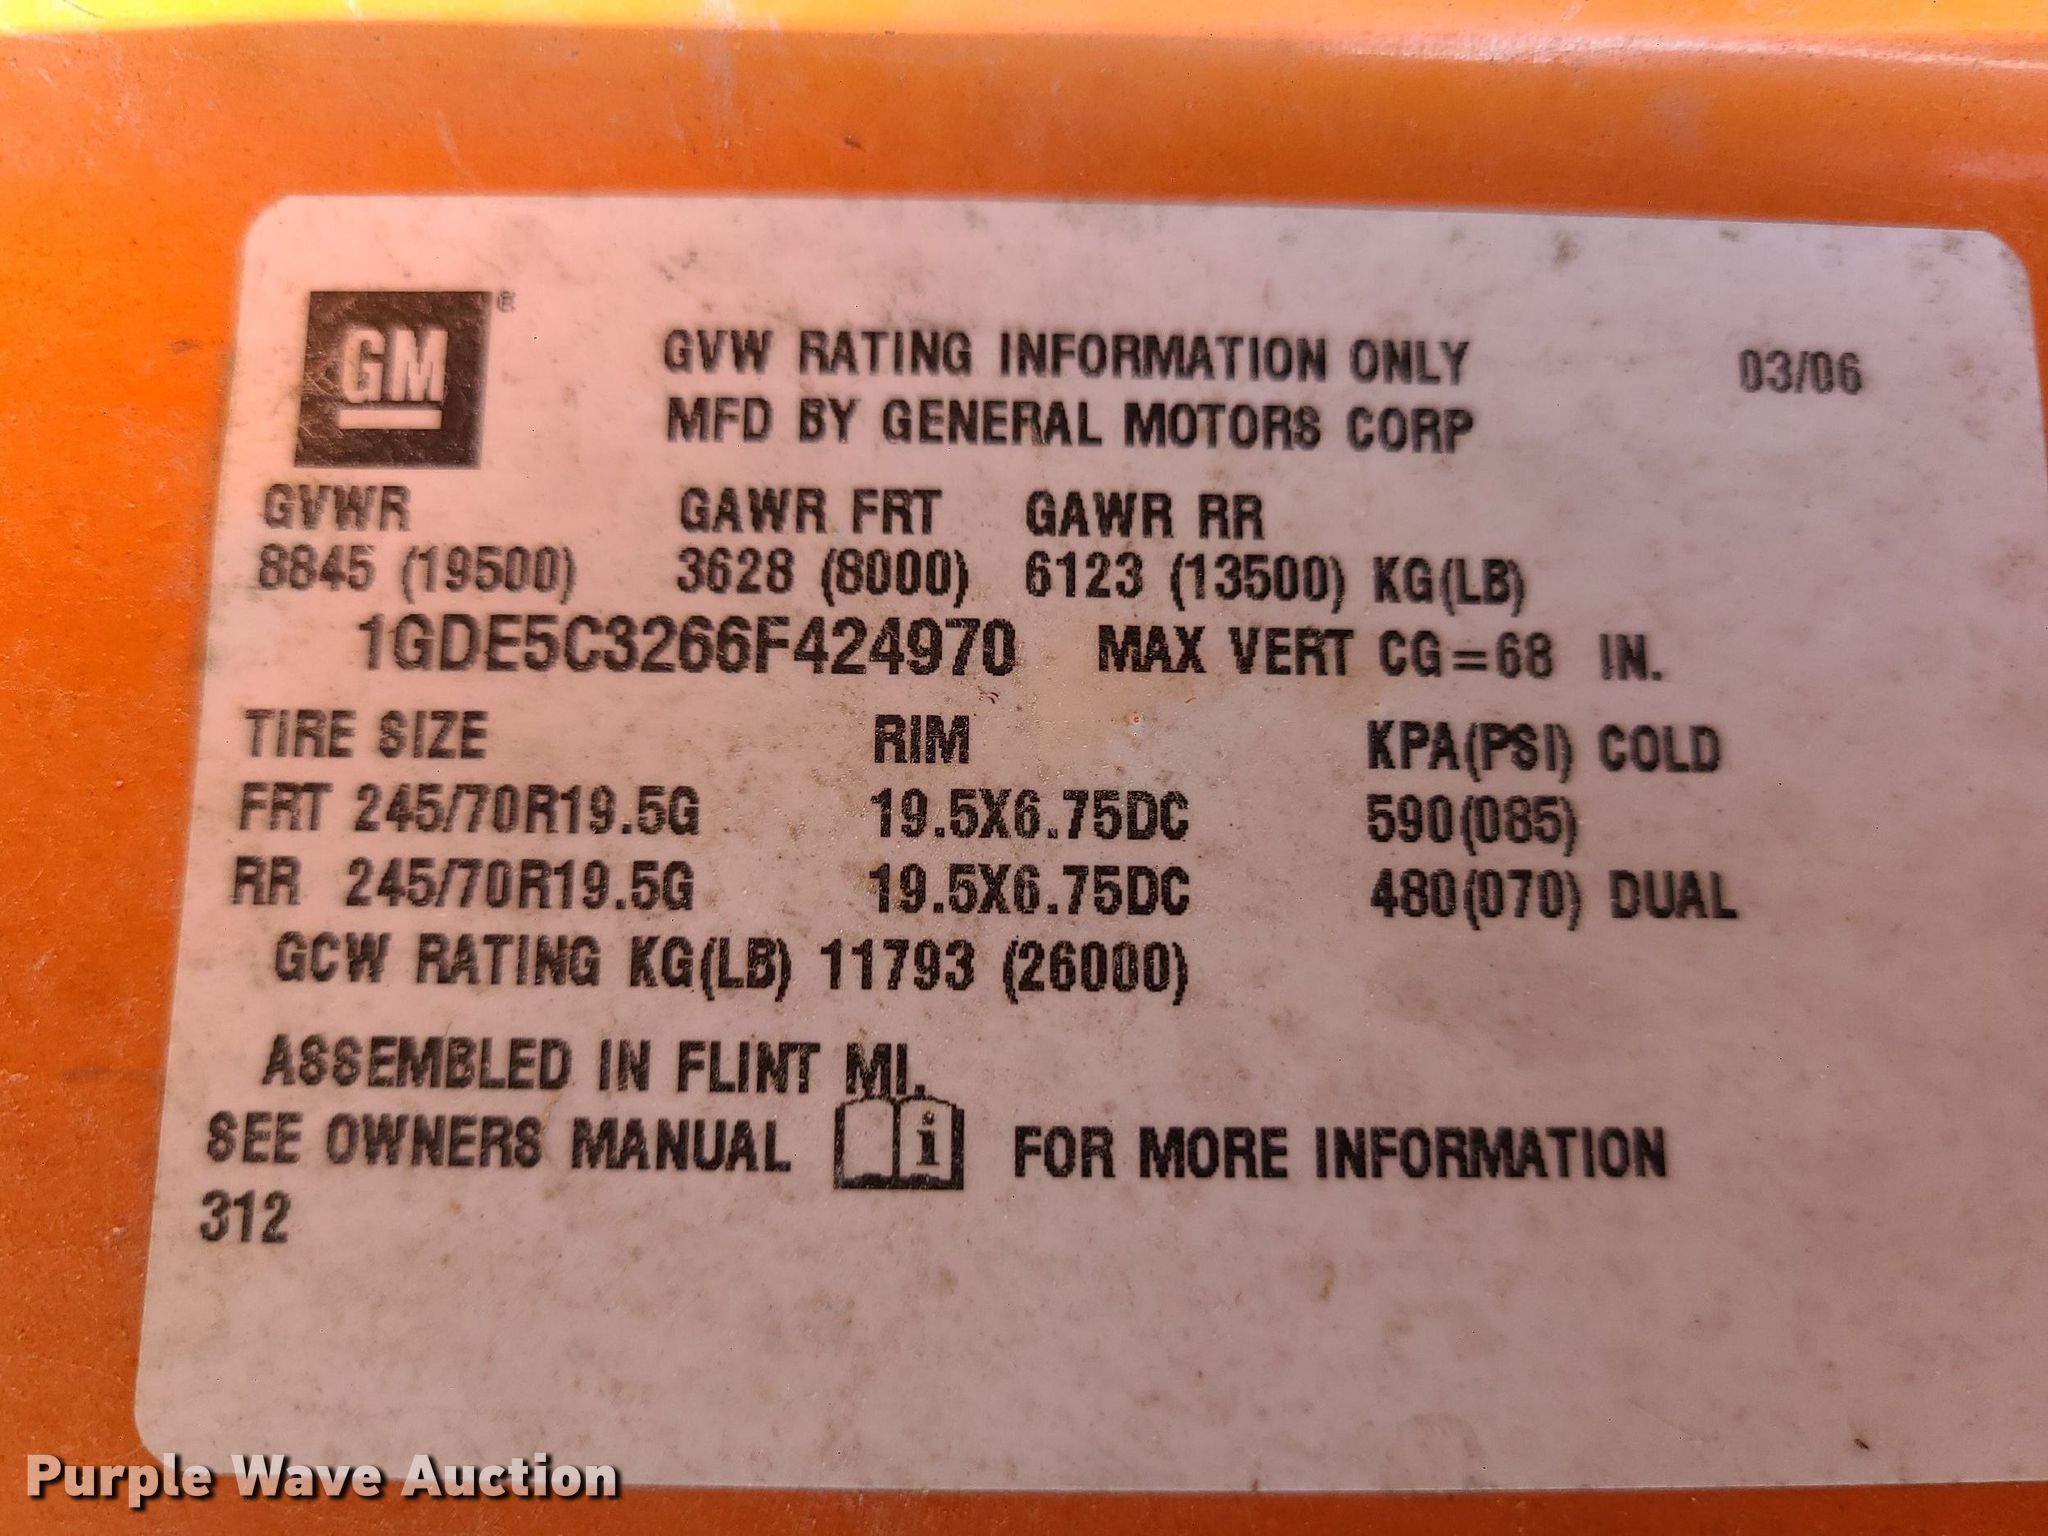 GM®
GVW RATING INFORMATION ONLY 03/06
MFD BY GENERAL MOTORS CORP
GVWR GAWR FRT GAWR RR
8845 (19500) 3628 (8000) 6123 (13500) KG(LB)
1GDE5C3266F424970 MAX VERT CG=68 IN.
TIRE SIZE RIM KPA(PSI) COLD
FRT 245/70R19.5G 19.5X6.75DC 590(085)
RR 245/70R19.5G 19.5X6.75DC 480(070) DUAL
GCW RATING KG(LB) 11793 (26000)
ASSEMBLED IN FLINT MI.
SEE OWNERS MANUAL i FOR MORE INFORMATION
312
Purple Wave Auction